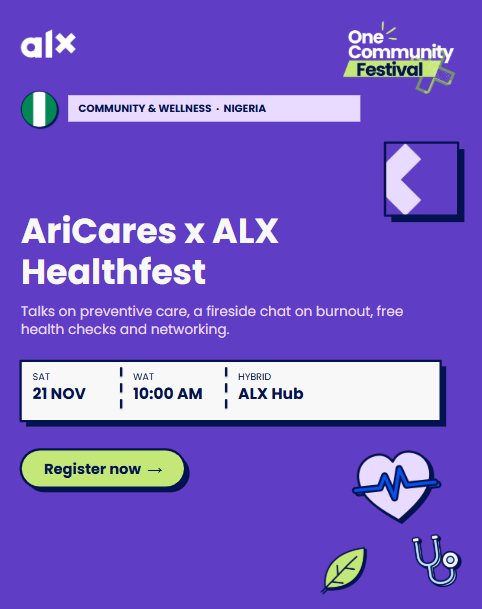 alx
One
Community
Festival
COMMUNITY & WELLNESS · NIGERIA
AriCares x ALX
Healthfest
Talks on preventive care, a fireside chat on burnout, free
health checks and networking.
SAT WAT HYBRID
21 NOV 10:00 AM ALX Hub
Register now →